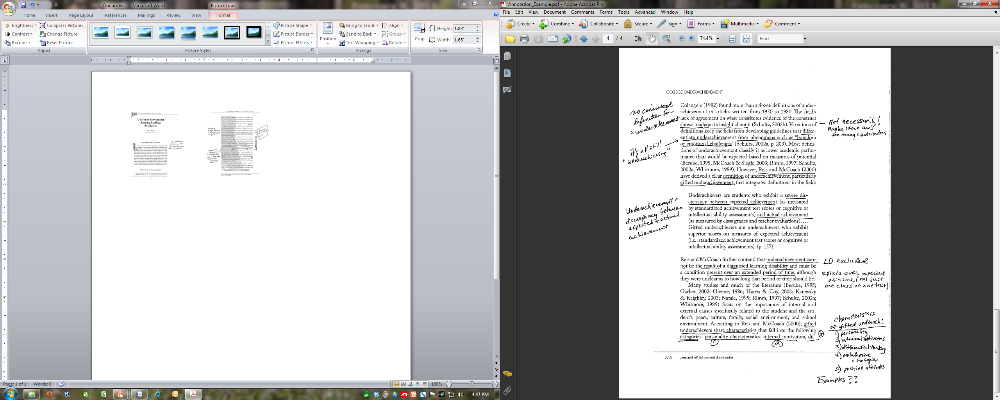 Document1 - Microsoft Word
Picture Tools
Home Insert Page Layout References Mailings Review View Format
Brightness
Contrast
Recolor
Compress Pictures
Change Picture
Reset Picture
Adjust
Picture Styles
Picture Shape
Picture Border
Picture Effects
Position
Bring to Front
Send to Back
Text Wrapping
Align
Group
Rotate
Arrange
Crop
Height: 1.83"
Width: 1.65"
Size
jaa
Underachievement
Among College
Students
Statement of the Problem
Connection to the Literature
summary
Page: 1 of 1
Words: 0
100%
4:47 PM
Annotation_Example.pdf - Adobe Acrobat Pro
File Edit View Document Comments Forms Tools Advanced Window Help
Create Combine Collaborate Secure Sign Forms Multimedia Comment
4 / 4
74.4%
Find
COLLEGE UNDERACHIEVEMENT
no consistent
definition for
"underachievement
it's all still
"underachieving"
Colangelo (1982) found more than a dozen definitions of under-
achievement in articles written from 1950 to 1980. The field's
lack of agreement on what constitutes evidence of the construct
shows inadequate insight about it (Schultz, 2002b). Variations of
definitions keep the field from developing guidelines that differ-
entiate underachievement from phenomena such as "boredom
or emotional challenges" (Schultz, 2002a, p. 203). Most defini-
tions of underachievement classify it as lower academic perfor-
mance than would be expected based on measures of potential
(Berube, 1995; McCoach & Siegle, 2003; Rimm, 1997; Schultz,
2002a; Whitmore, 1989). However, Reis and McCoach (2000)
have derived a clear definition of underachievement, particularly
gifted underachievement, that integrates definitions in the field:
not necessarily!
Maybe there are
too many contributors
Underachievement =
discrepancy between
expected + actual
achievement
Underachievers are students who exhibit a severe dis-
crepancy between expected achievement (as measured
by standardized achievement test scores or cognitive or
intellectual ability assessments) and actual achievement
(as measured by class grades and teacher evaluations). . . .
Gifted underachievers are underachievers who exhibit
superior scores on measures of expected achievement
(i.e., standardized achievement test scores or cognitive or
intellectual ability assessments). (p. 157)
Reis and McCoach further contend that underachievement can-
not be the result of a diagnosed learning disability and must be
a condition present over an extended period of time, although
they were unclear as to how long that period of time should be.
Many studies and much of the literature (Berube, 1995;
Garber, 2002; Greene, 1986; Harris & Coy, 2003; Kanevsky
& Keighley, 2003; Natale, 1995; Rimm, 1997; Schultz, 2002a;
Whitmore, 1989) focus on the importance of internal and
external causes specifically related to the student and the stu-
dent's peers, culture, family, social environment, and school
environment. According to Reis and McCoach (2000), gifted
underachievers share characteristics that fall into the following
categories: personality characteristics, internal motivators, dif-
1
2
3
LD excluded
exists over a period
of time (not just
one class or one test)
Characteristics
of gifted underach:
1) personality
2) internal motivators
3) differential thinking
4) maladaptive
strategies
5) positive attributes
Examples??
276 Journal of Advanced Academics